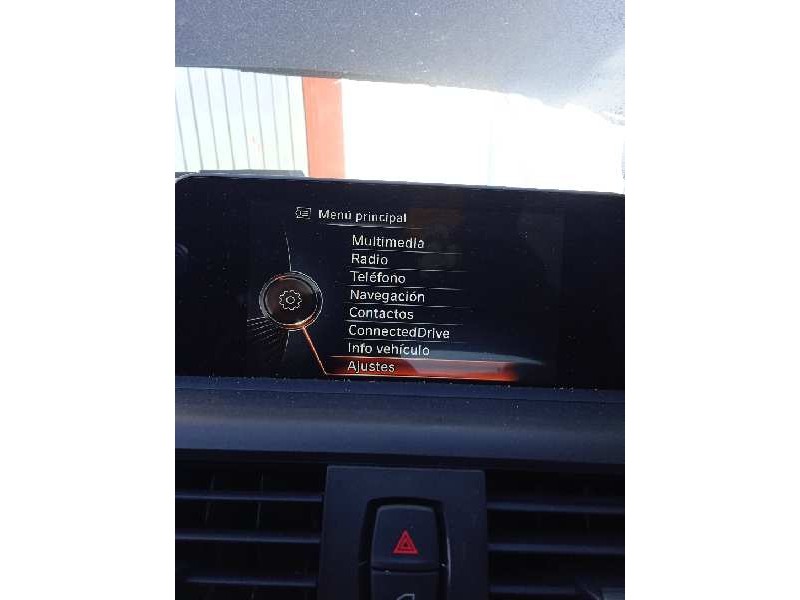 Menú principal
Multimedia
Radio
Teléfono
Navegación
Contactos
ConnectedDrive
Info vehículo
Ajustes